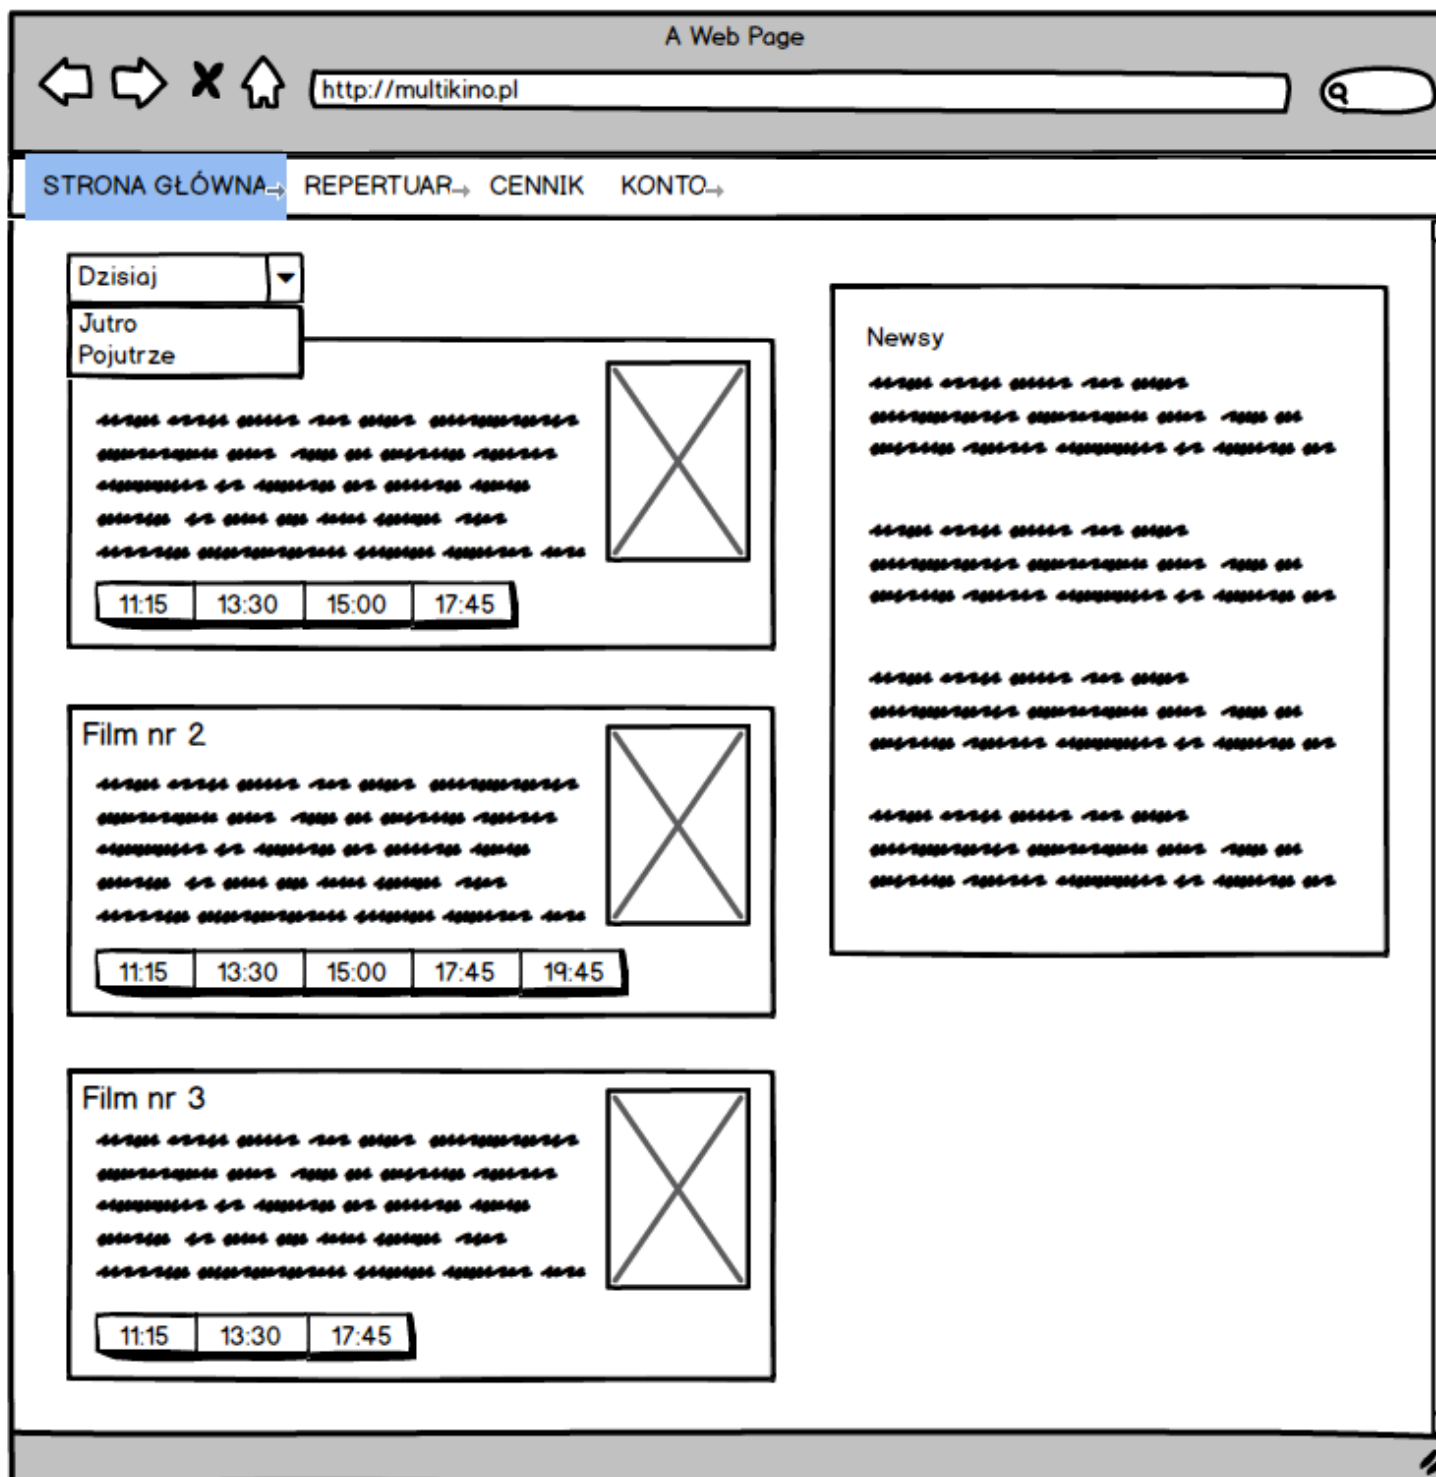 A Web Page
http://multikino.pl
STRONA GŁÓWNA REPERTUAR CENNIK KONTO
Dzisiaj
Jutro
Pojutrze
11:15 13:30 15:00 17:45
Film nr 2
11:15 13:30 15:00 17:45 19:45
Film nr 3
11:15 13:30 17:45
Newsy